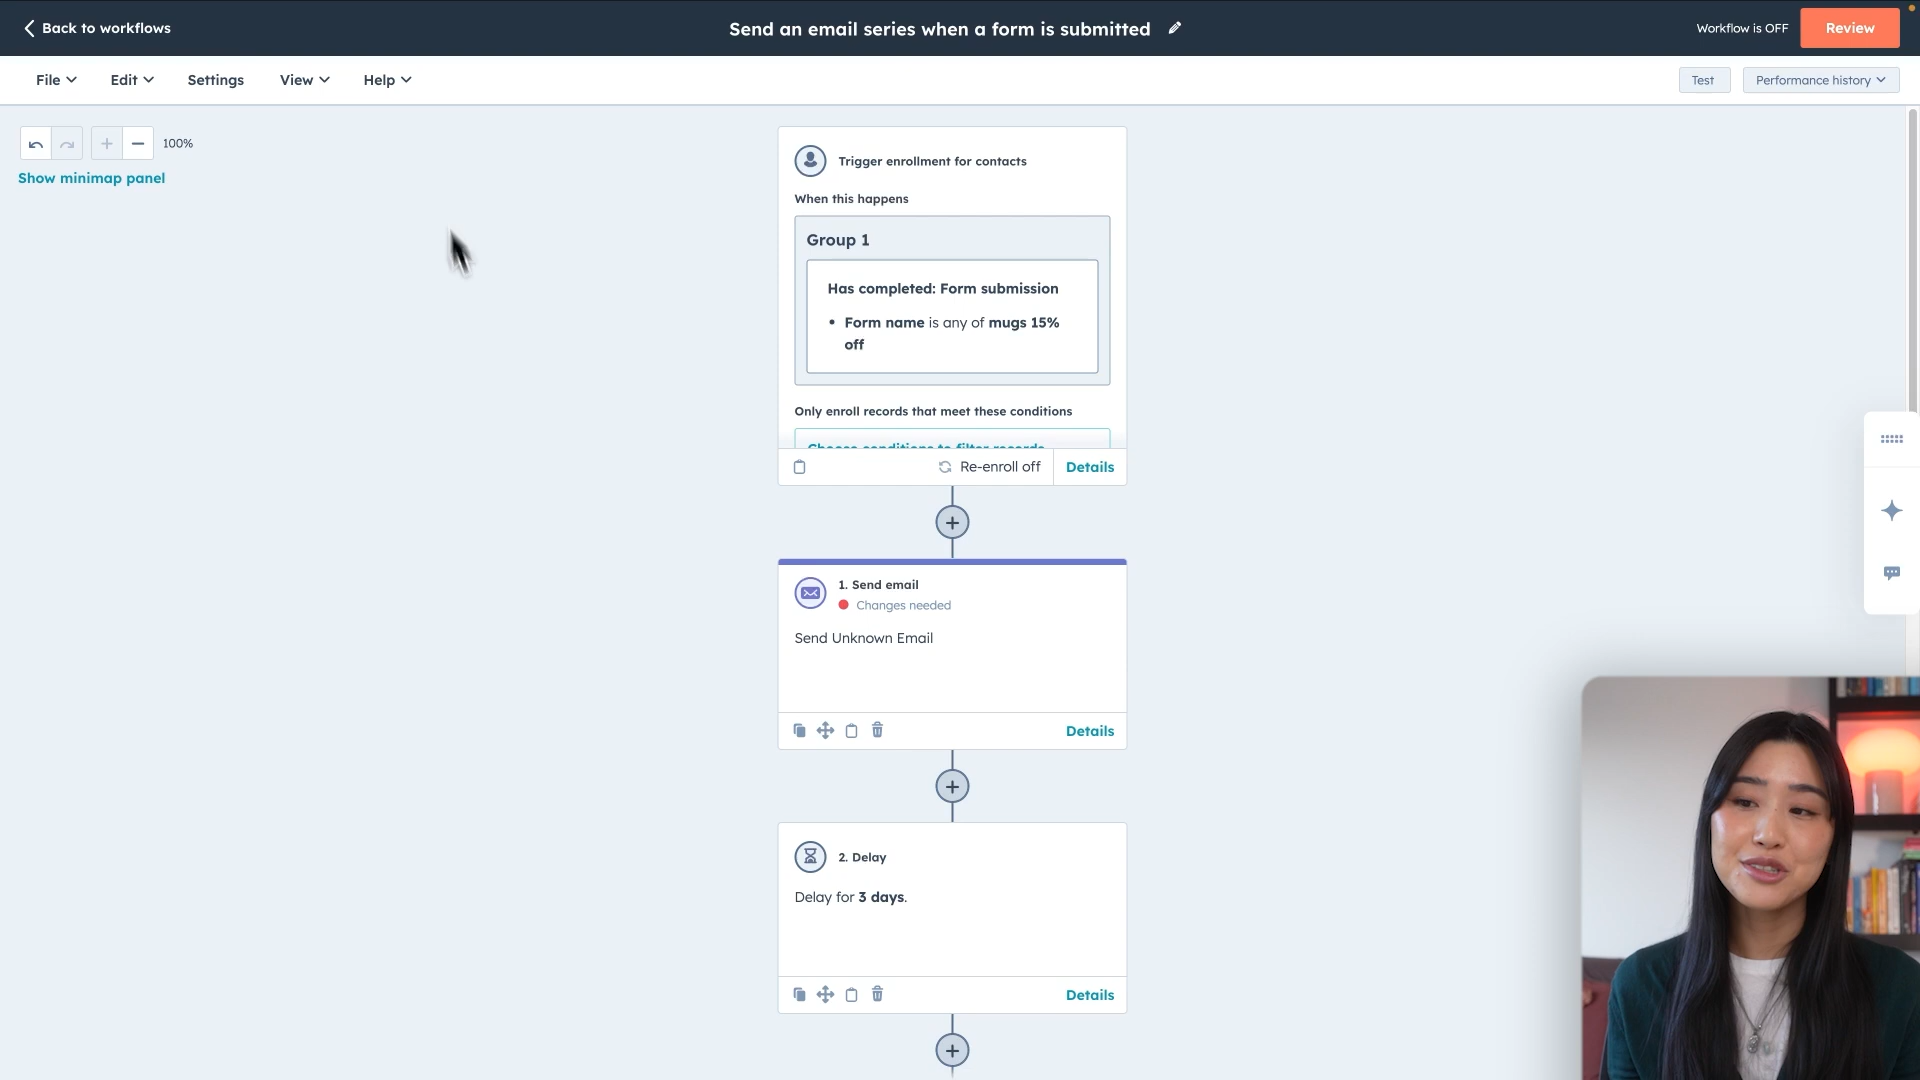 Back to workflows
Send an email series when a form is submitted
Workflow is OFF
Review
File
Edit
Settings
View
Help
Test
Performance history
100%
Show minimap panel
Trigger enrollment for contacts
When this happens
Group 1
Has completed: Form submission
• Form name is any of mugs 15%
off
Only enroll records that meet these conditions
Choose conditions to filter records
Re-enroll off
Details
1. Send email
Changes needed
Send Unknown Email
Details
2. Delay
Delay for 3 days.
Details